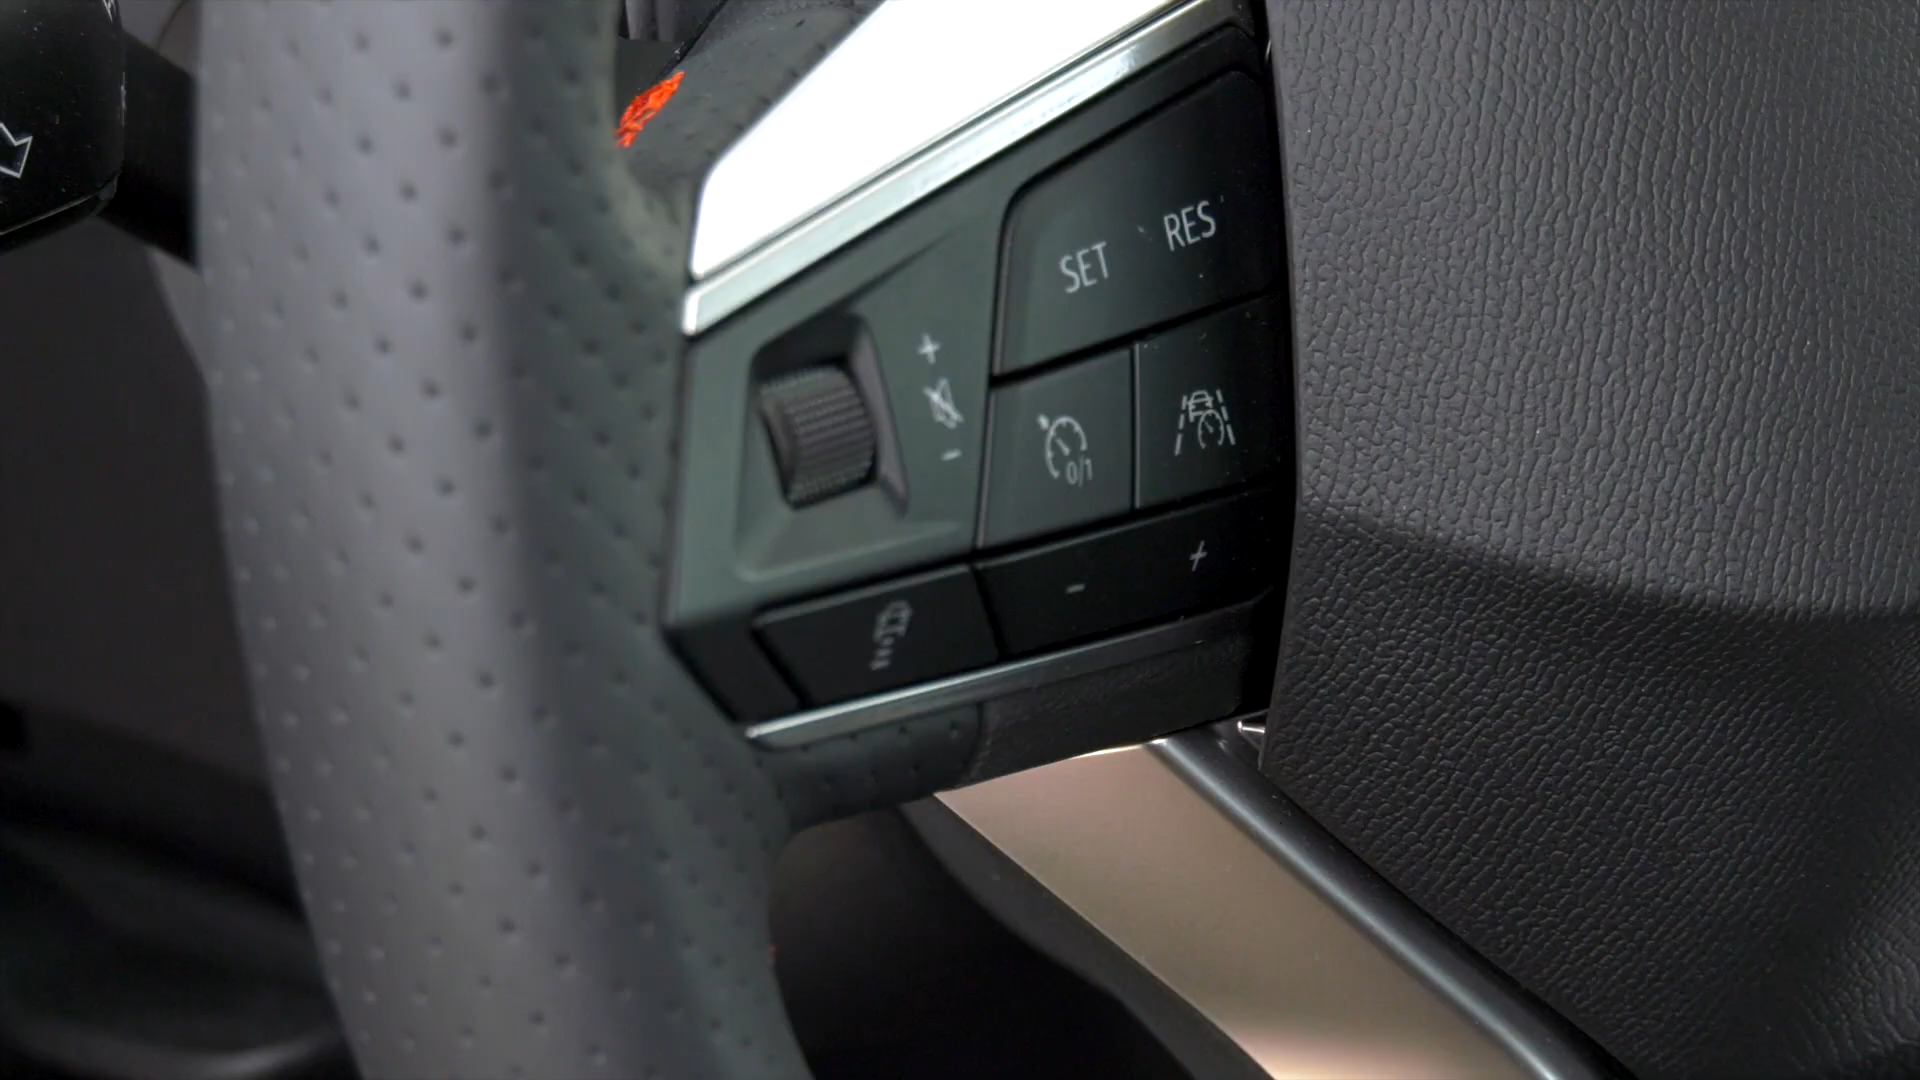 SET RES
+
-
0/1
- +